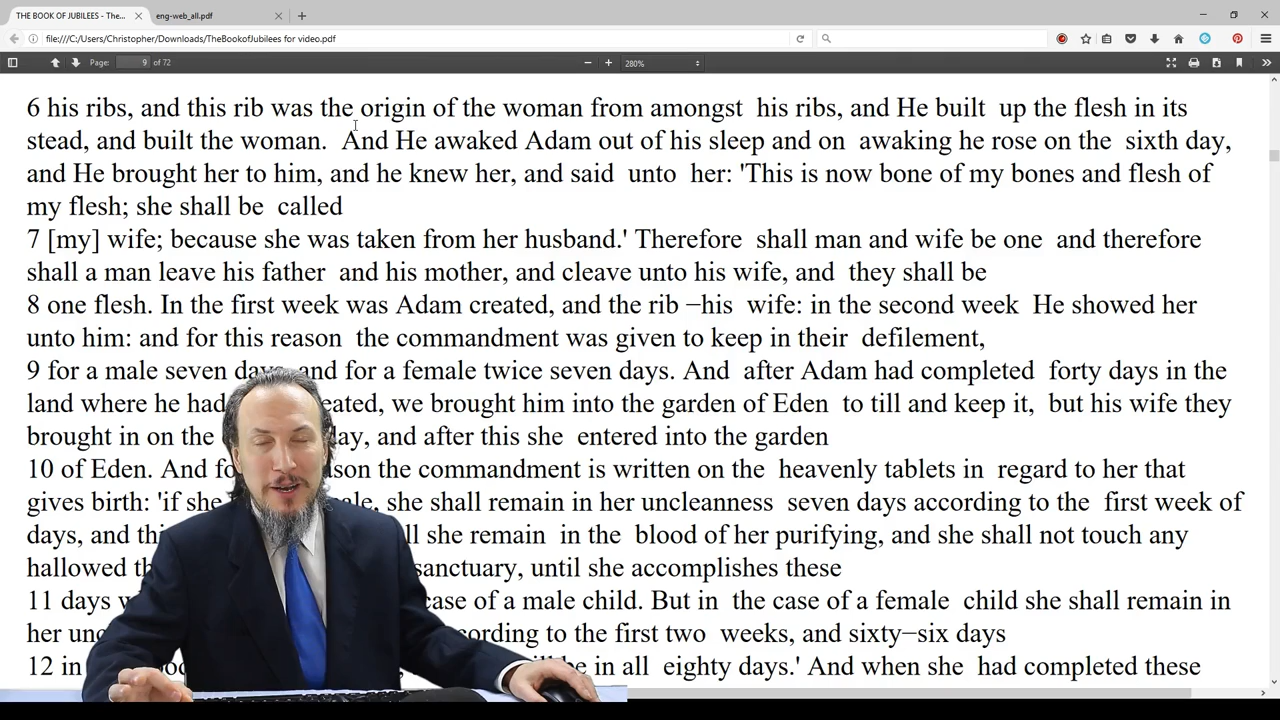 THE BOOK OF JUBILEES - The...
eng-web_all.pdf
file:///C:/Users/Christopher/Downloads/TheBookofJubilees for video.pdf
Page: 9 of 72
280%
6 his ribs, and this rib was the origin of the woman from amongst his ribs, and He built up the flesh in its
stead, and built the woman. And He awaked Adam out of his sleep and on awaking he rose on the sixth day,
and He brought her to him, and he knew her, and said unto her: 'This is now bone of my bones and flesh of
my flesh; she shall be called
7 [my] wife; because she was taken from her husband.' Therefore shall man and wife be one and therefore
shall a man leave his father and his mother, and cleave unto his wife, and they shall be
8 one flesh. In the first week was Adam created, and the rib −his wife: in the second week He showed her
unto him: and for this reason the commandment was given to keep in their defilement,
9 for a male seven days, and for a female twice seven days. And after Adam had completed forty days in the
land where he had eated, we brought him into the garden of Eden to till and keep it, but his wife they
brought in on the day, and after this she entered into the garden
10 of Eden. And fo ason the commandment is written on the heavenly tablets in regard to her that
gives birth: 'if she ale, she shall remain in her uncleanness seven days according to the first week of
days, and thi ll she remain in the blood of her purifying, and she shall not touch any
hallowed th sanctuary, until she accomplishes these
11 days w case of a male child. But in the case of a female child she shall remain in
her unc cording to the first two weeks, and sixty−six days
12 in be in all eighty days.' And when she had completed these